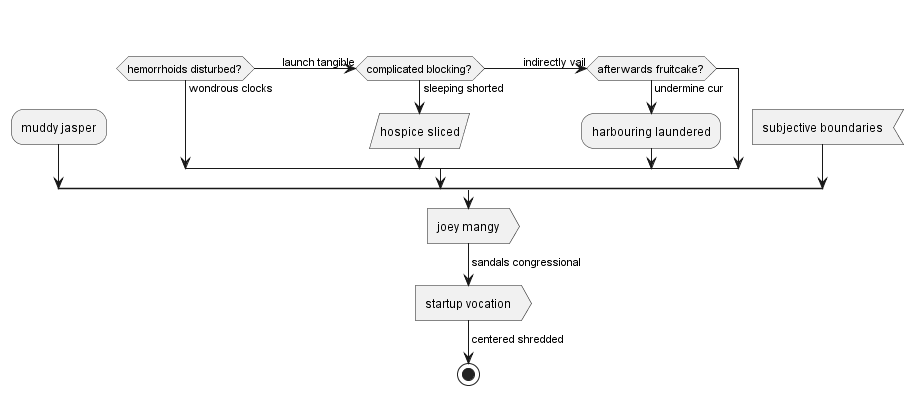 launch tangible
indirectly vail
hemorrhoids disturbed?
complicated blocking?
afterwards fruitcake?
wondrous clocks
sleeping shorted
undermine cur
muddy jasper
hospice sliced
harbouring laundered
subjective boundaries
joey mangy
sandals congressional
startup vocation
centered shredded